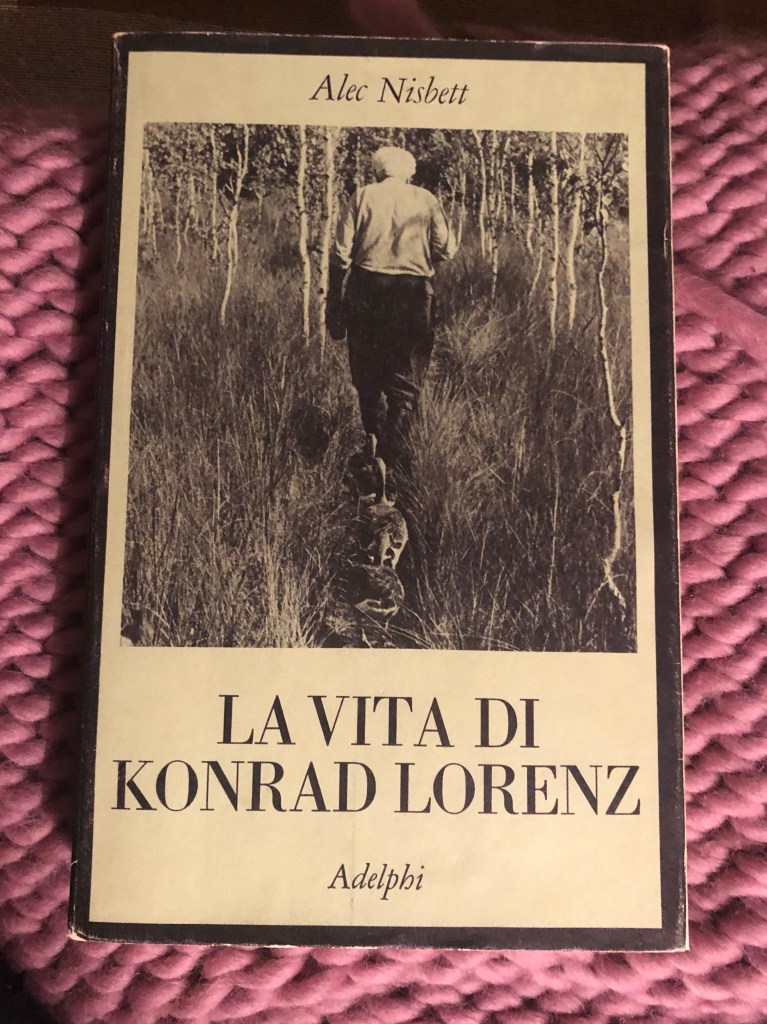 Alec Nisbett
LA VITA DI
KONRAD LORENZ
Adelphi